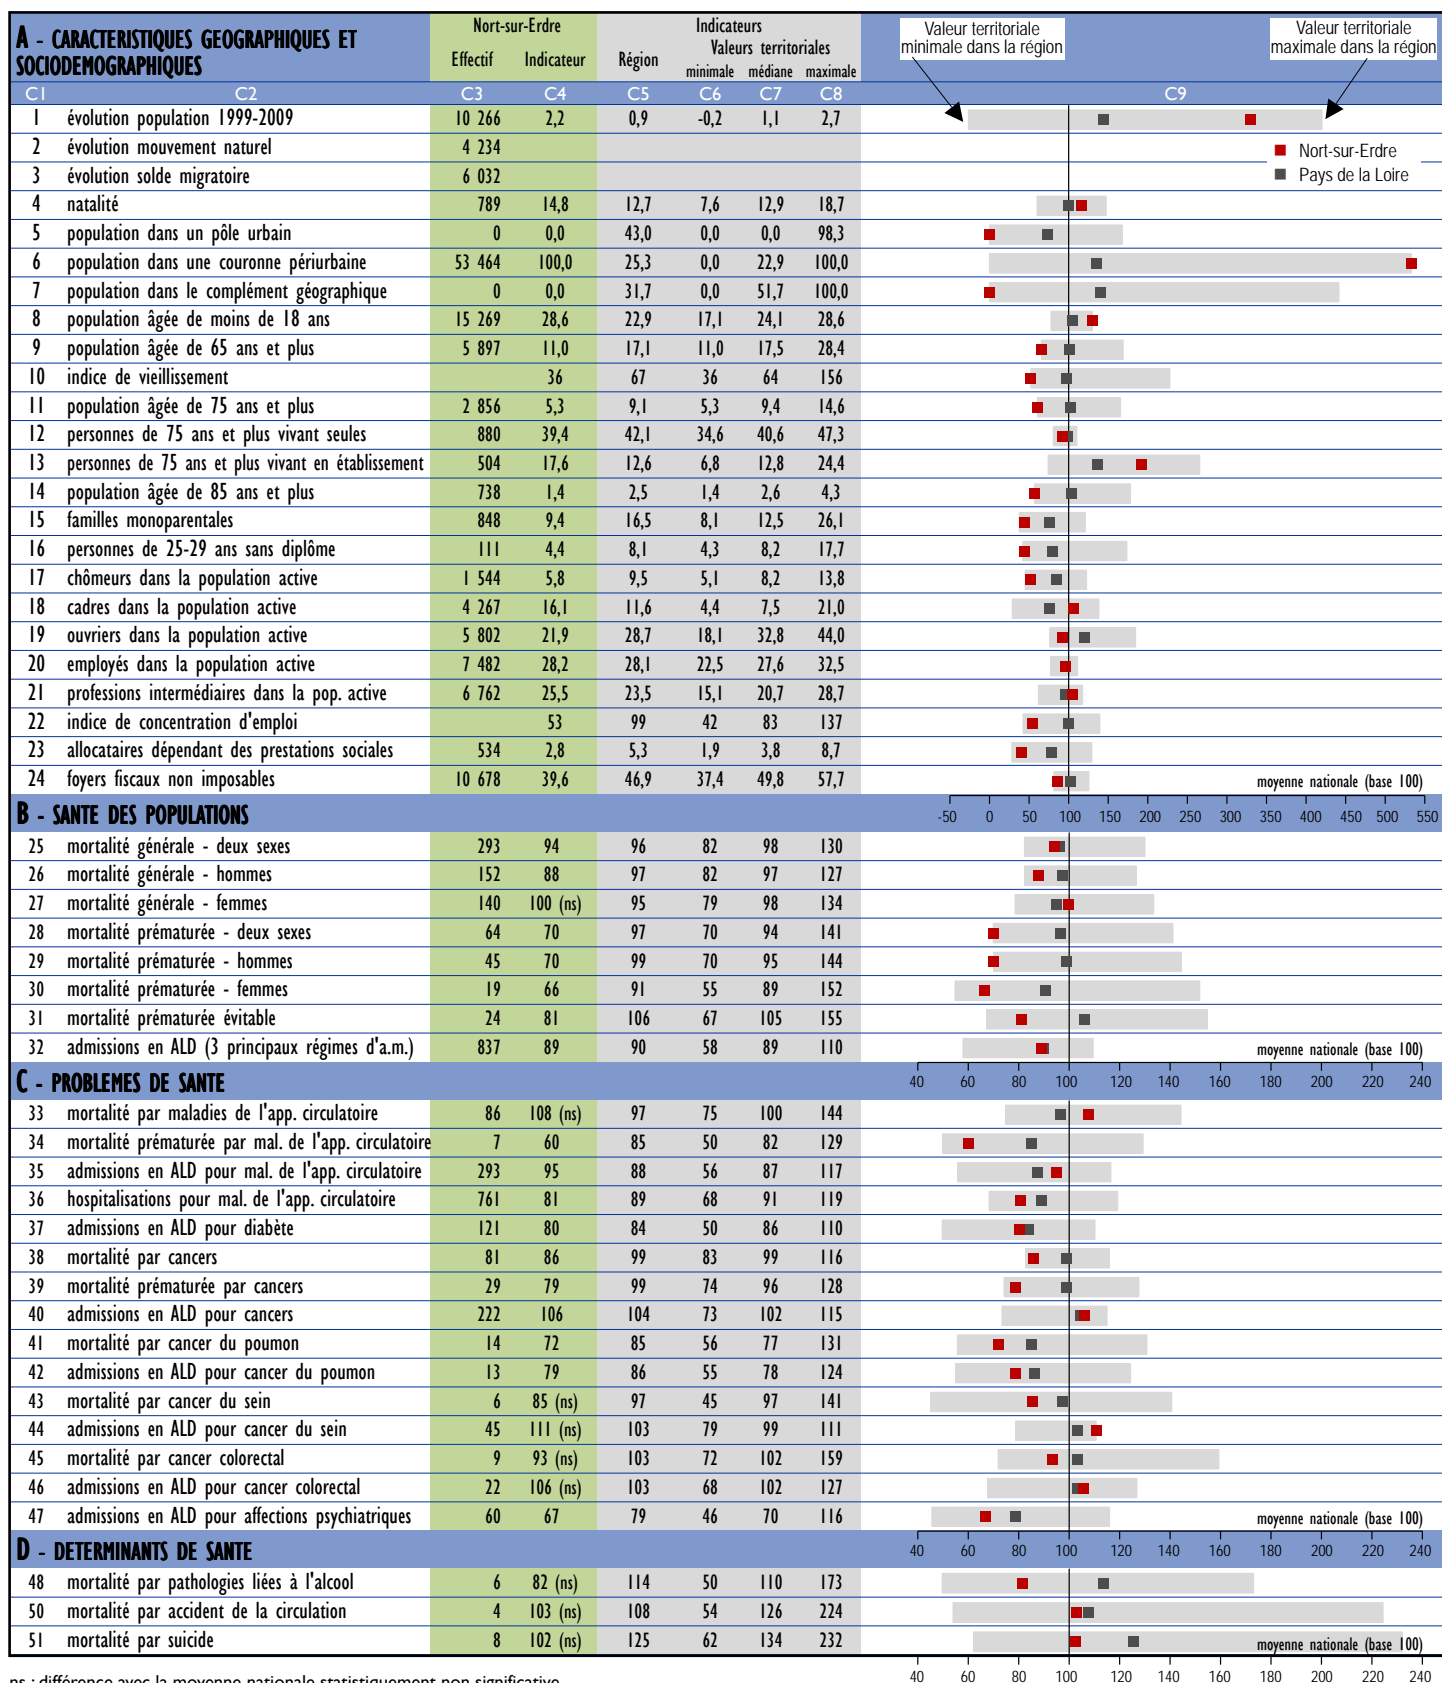 A - CARACTERISTIQUES GEOGRAPHIQUES ET SOCIODEMOGRAPHIQUES
Nort-sur-Erdre
Effectif Indicateur
Indicateurs
Région Valeurs territoriales
minimale médiane maxmale
Valeur territoriale minimale dans la région
Valeur territoriale maximale dans la région
C1 C2 C3 C4 C5 C6 C7 C8 C9
1 évolution population 1999-2009 10 266 2,2 0,9 -0,2 1,1 2,7
2 évolution mouvement naturel 4 234
3 évolution solde migratoire 6 032
Nort-sur-Erdre
Pays de la Loire
4 natalité 789 14,8 12,7 7,6 12,9 18,7
5 population dans un pôle urbain 0 0,0 43,0 0,0 0,0 98,3
6 population dans une couronne périurbaine 53 464 100,0 25,3 0,0 22,9 100,0
7 population dans le complément géographique 0 0,0 31,7 0,0 51,7 100,0
8 population âgée de moins de 18 ans 15 269 28,6 22,9 17,1 24,1 28,6
9 population âgée de 65 ans et plus 5 897 11,0 17,1 11,0 17,5 28,4
10 indice de vieillissement 36 67 36 64 156
11 population âgée de 75 ans et plus 2 856 5,3 9,1 5,3 9,4 14,6
12 personnes de 75 ans et plus vivant seules 880 39,4 42,1 34,6 40,6 47,3
13 personnes de 75 ans et plus vivant en établissement 504 17,6 12,6 6,8 12,8 24,4
14 population âgée de 85 ans et plus 738 1,4 2,5 1,4 2,6 4,3
15 familles monoparentales 848 9,4 16,5 8,1 12,5 26,1
16 personnes de 25-29 ans sans diplôme 111 4,4 8,1 4,3 8,2 17,7
17 chômeurs dans la population active 1 544 5,8 9,5 5,1 8,2 13,8
18 cadres dans la population active 4 267 16,1 11,6 4,4 7,5 21,0
19 ouvriers dans la population active 5 802 21,9 28,7 18,1 32,8 44,0
20 employés dans la population active 7 482 28,2 28,1 22,5 27,6 32,5
21 professions intermédiaires dans la pop. active 6 762 25,5 23,5 15,1 20,7 28,7
22 indice de concentration d'emploi 53 99 42 83 137
23 allocataires dépendant des prestations sociales 534 2,8 5,3 1,9 3,8 8,7
24 foyers fiscaux non imposables 10 678 39,6 46,9 37,4 49,8 57,7 moyenne nationale (base 100)
B - SANTE DES POPULATIONS
-50 0 50 100 150 200 250 300 350 400 450 500 550
25 mortalité générale - deux sexes 293 94 96 82 98 130
26 mortalité générale - hommes 152 88 97 82 97 127
27 mortalité générale - femmes 140 100 (ns) 95 79 98 134
28 mortalité prématurée - deux sexes 64 70 97 70 94 141
29 mortalité prématurée - hommes 45 70 99 70 95 144
30 mortalité prématurée - femmes 19 66 91 55 89 152
31 mortalité prématurée évitable 24 81 106 67 105 155
32 admissions en ALD (3 principaux régimes d'a.m.) 837 89 90 58 89 110 moyenne nationale (base 100)
C - PROBLEMES DE SANTE
40 60 80 100 120 140 160 180 200 220 240
33 mortalité par maladies de l'app. circulatoire 86 108 (ns) 97 75 100 144
34 mortalité prématurée par mal. de l'app. circulatoire 7 60 85 50 82 129
35 admissions en ALD pour mal. de l'app. circulatoire 293 95 88 56 87 117
36 hospitalisations pour mal. de l'app. circulatoire 761 81 89 68 91 119
37 admissions en ALD pour diabète 121 80 84 50 86 110
38 mortalité par cancers 81 86 99 83 99 116
39 mortalité prématurée par cancers 29 79 99 74 96 128
40 admissions en ALD pour cancers 222 106 104 73 102 115
41 mortalité par cancer du poumon 14 72 85 56 77 131
42 admissions en ALD pour cancer du poumon 13 79 86 55 78 124
43 mortalité par cancer du sein 6 85 (ns) 97 45 97 141
44 admissions en ALD pour cancer du sein 45 111 (ns) 103 79 99 111
45 mortalité par cancer colorectal 9 93 (ns) 103 72 102 159
46 admissions en ALD pour cancer colorectal 22 106 (ns) 103 68 102 127
47 admissions en ALD pour affections psychiatriques 60 67 79 46 70 116 moyenne nationale (base 100)
D - DETERMINANTS DE SANTE
40 60 80 100 120 140 160 180 200 220 240
48 mortalité par pathologies liées à l'alcool 6 82 (ns) 114 50 110 173
50 mortalité par accident de la circulation 4 103 (ns) 108 54 126 224
51 mortalité par suicide 8 102 (ns) 125 62 134 232 moyenne nationale (base 100)
40 60 80 100 120 140 160 180 200 220 240
ns : différence avec la moyenne nationale statistiquement non significative